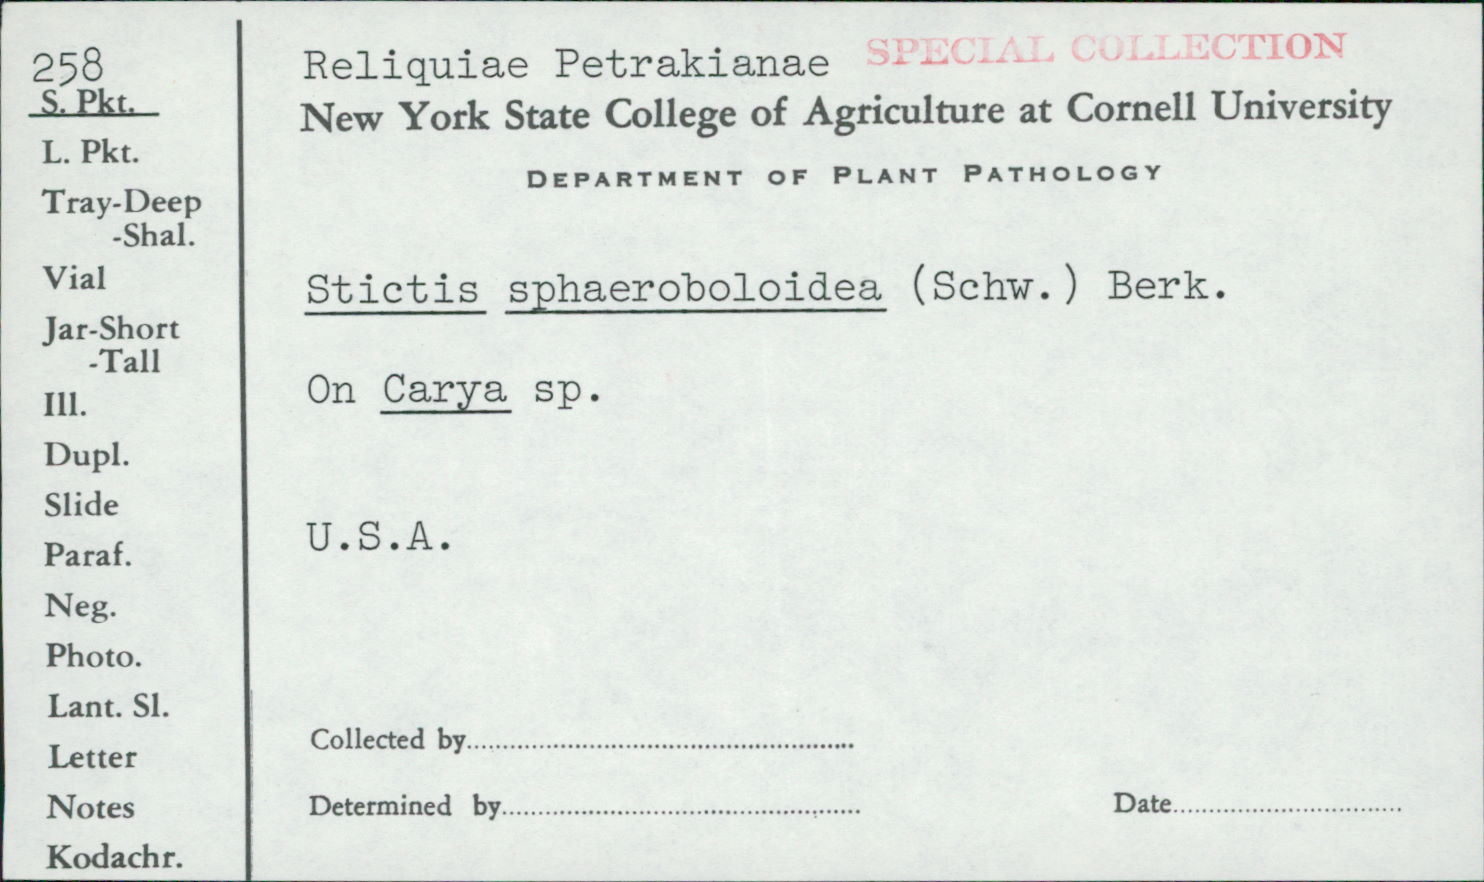 258
S. Pkt.
L. Pkt.
Tray-Deep
-Shal.
Vial
Jar-Short
-Tall
Ill.
Dupl.
Slide
Paraf.
Neg.
Photo.
Lant. Sl.
Letter
Notes
Kodachr.
Reliquiae Petrakianae SPECIAL COLLECTION
New York State College of Agriculture at Cornell University
DEPARTMENT OF PLANT PATHOLOGY
Stictis sphaeroboloidea (Schw.) Berk.
On Carya sp.
U.S.A.
Collected by
Determined by
Date